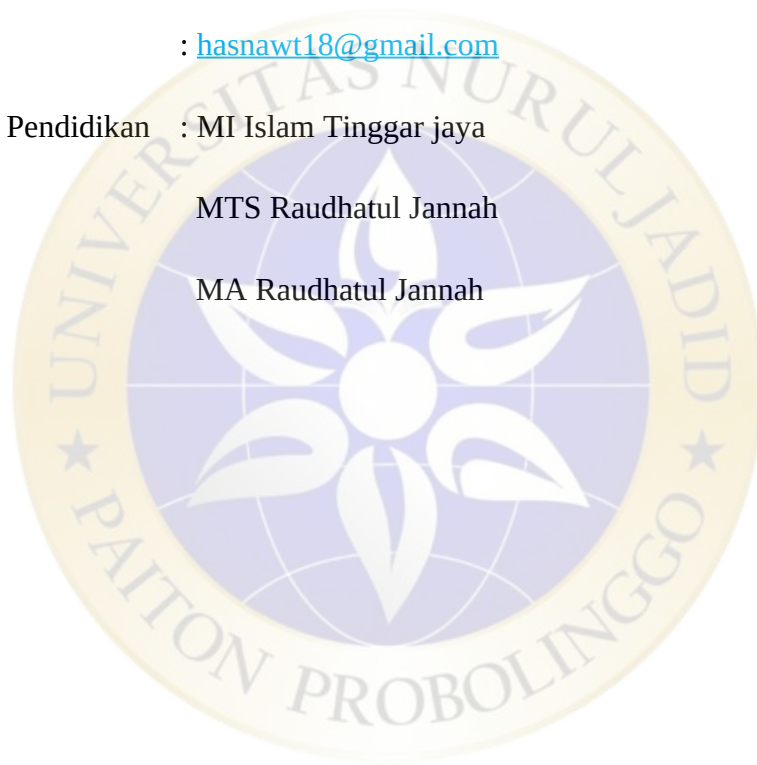 : hasnawt18@gmail.com
Pendidikan : MI Islam Tinggar jaya
MTS Raudhatul Jannah
MA Raudhatul Jannah
UNIVERSITAS NURUL JADID
★ PAITON PROBOLINGGO ★